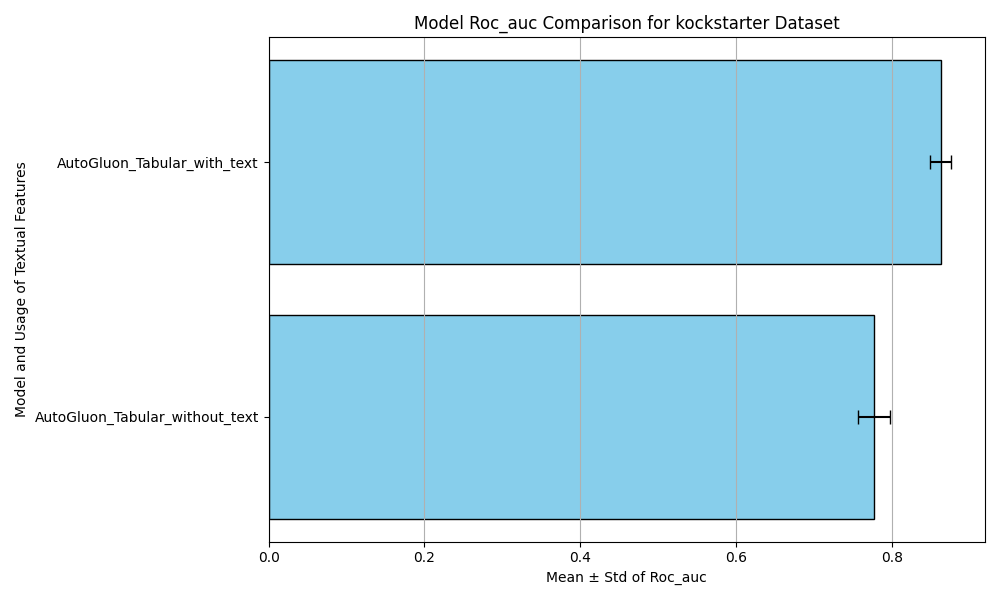 Model Roc_auc Comparison for kockstarter Dataset
Model and Usage of Textual Features
AutoGluon_Tabular_with_text
AutoGluon_Tabular_without_text
0.0 0.2 0.4 0.6 0.8
Mean ± Std of Roc_auc